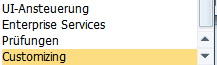 UI-Ansteuerung
Enterprise Services
Prüfungen
Customizing